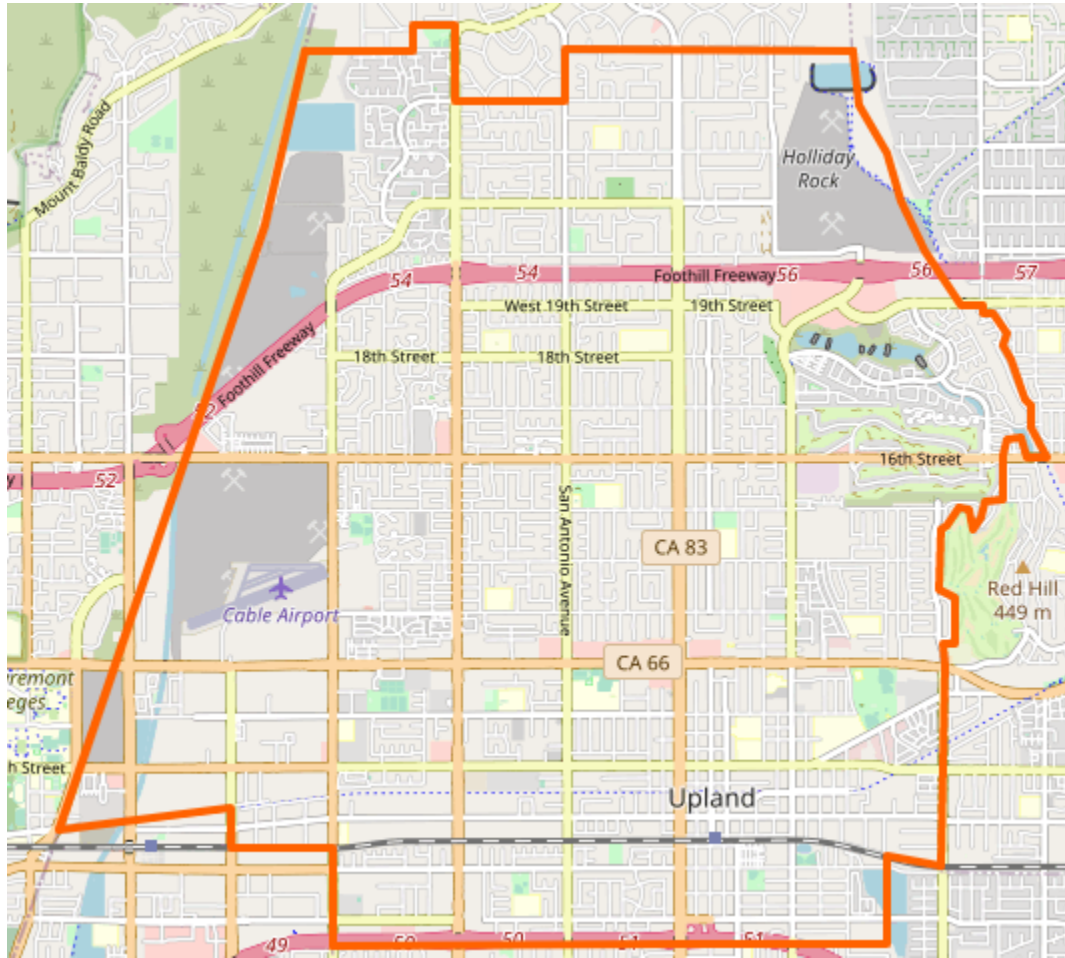 Mount Baldy Road
Holliday
Rock
54
54
Foothill Freeway
56
56
57
West 19th Street
19th Street
18th Street
18th Street
Foothill Freeway
16th Street
52
San Antonio Avenue
CA 83
Cable Airport
Red Hill
449 m
CA 66
remont
eges
h Street
Upland
49
50
50
51
51